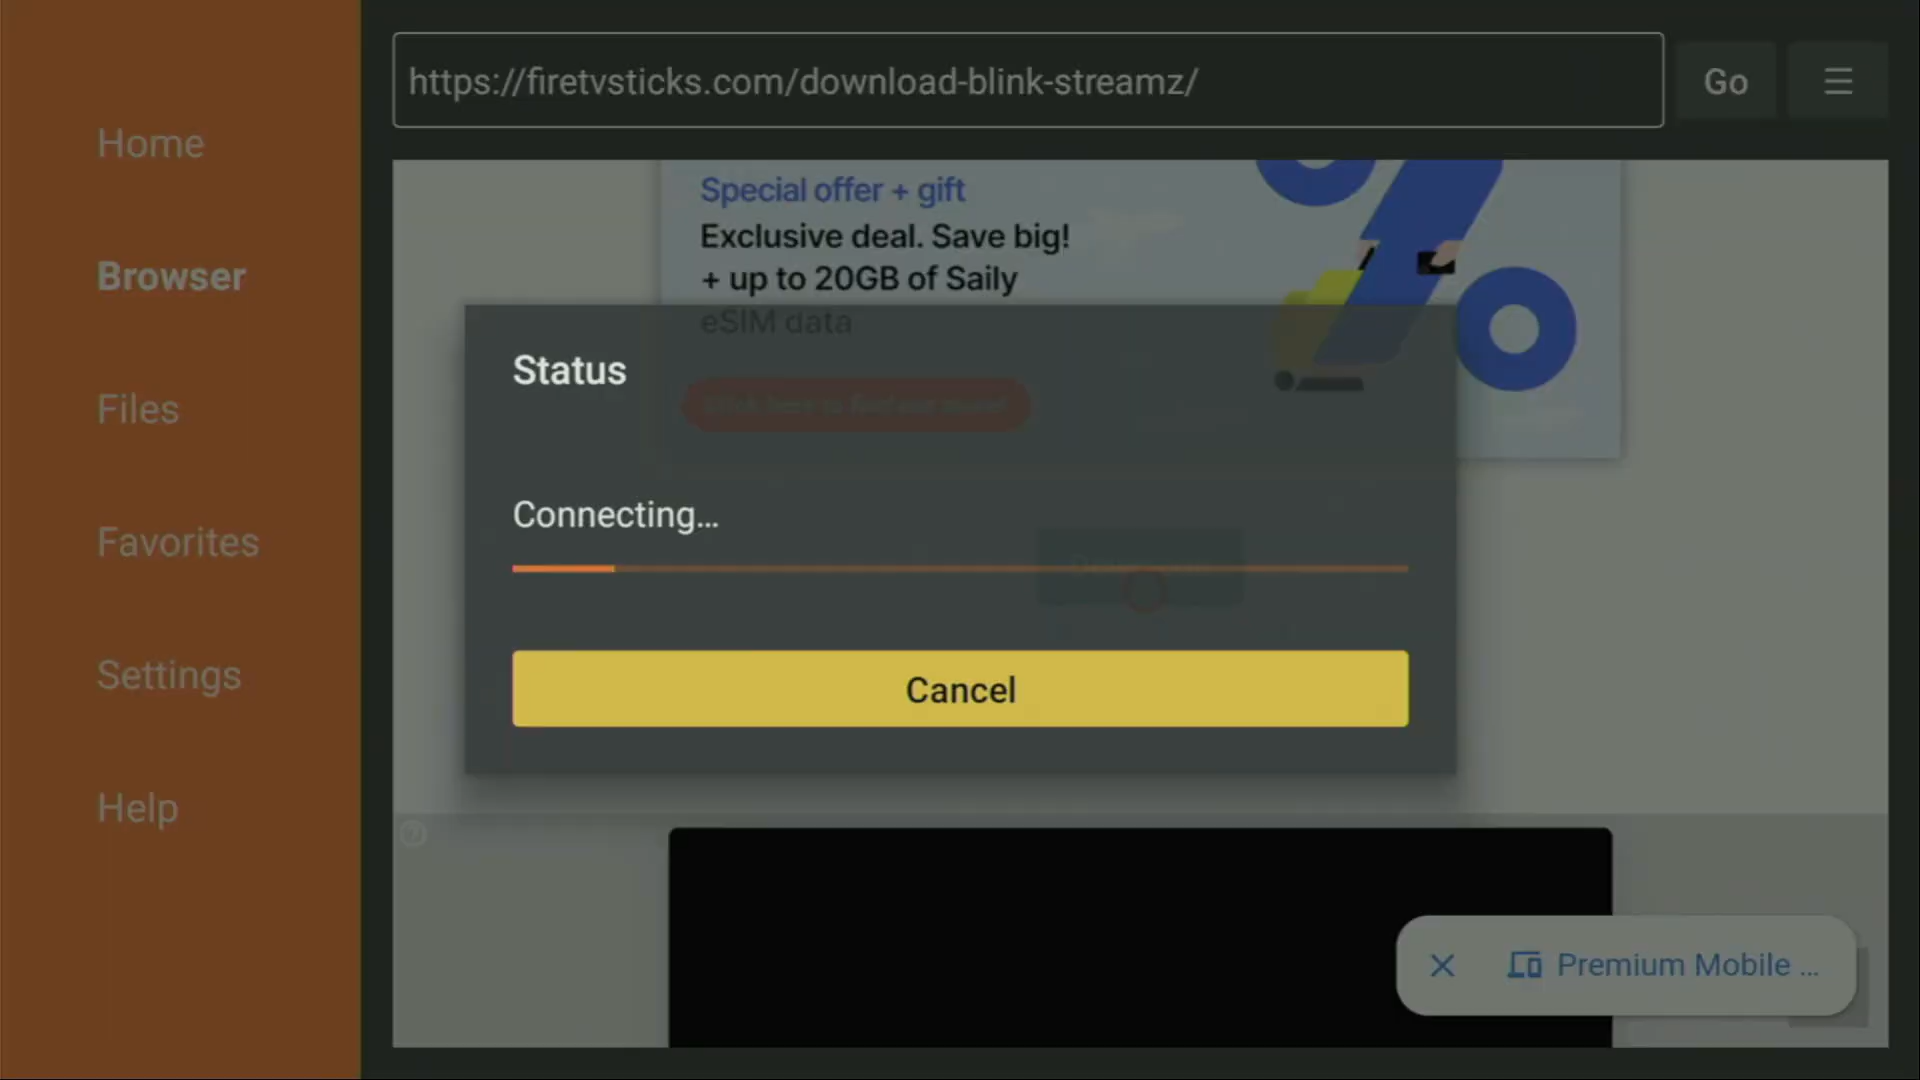 Home
Browser
Files
Favorites
Settings
Help
https://firetvsticks.com/download-blink-streamz/
Go
Special offer + gift
Exclusive deal. Save big!
+ up to 20GB of Saily
eSIM data
Status
Connecting...
Cancel
Premium Mobile ...